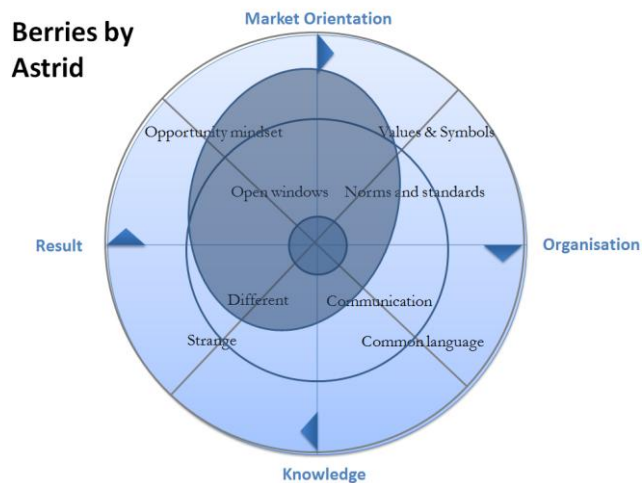 Market Orientation
Berries by
Astrid
Opportunity mindset
Values & Symbols
Open windows
Norms and standards
Result
Organisation
Different
Communication
Strange
Common language
Knowledge